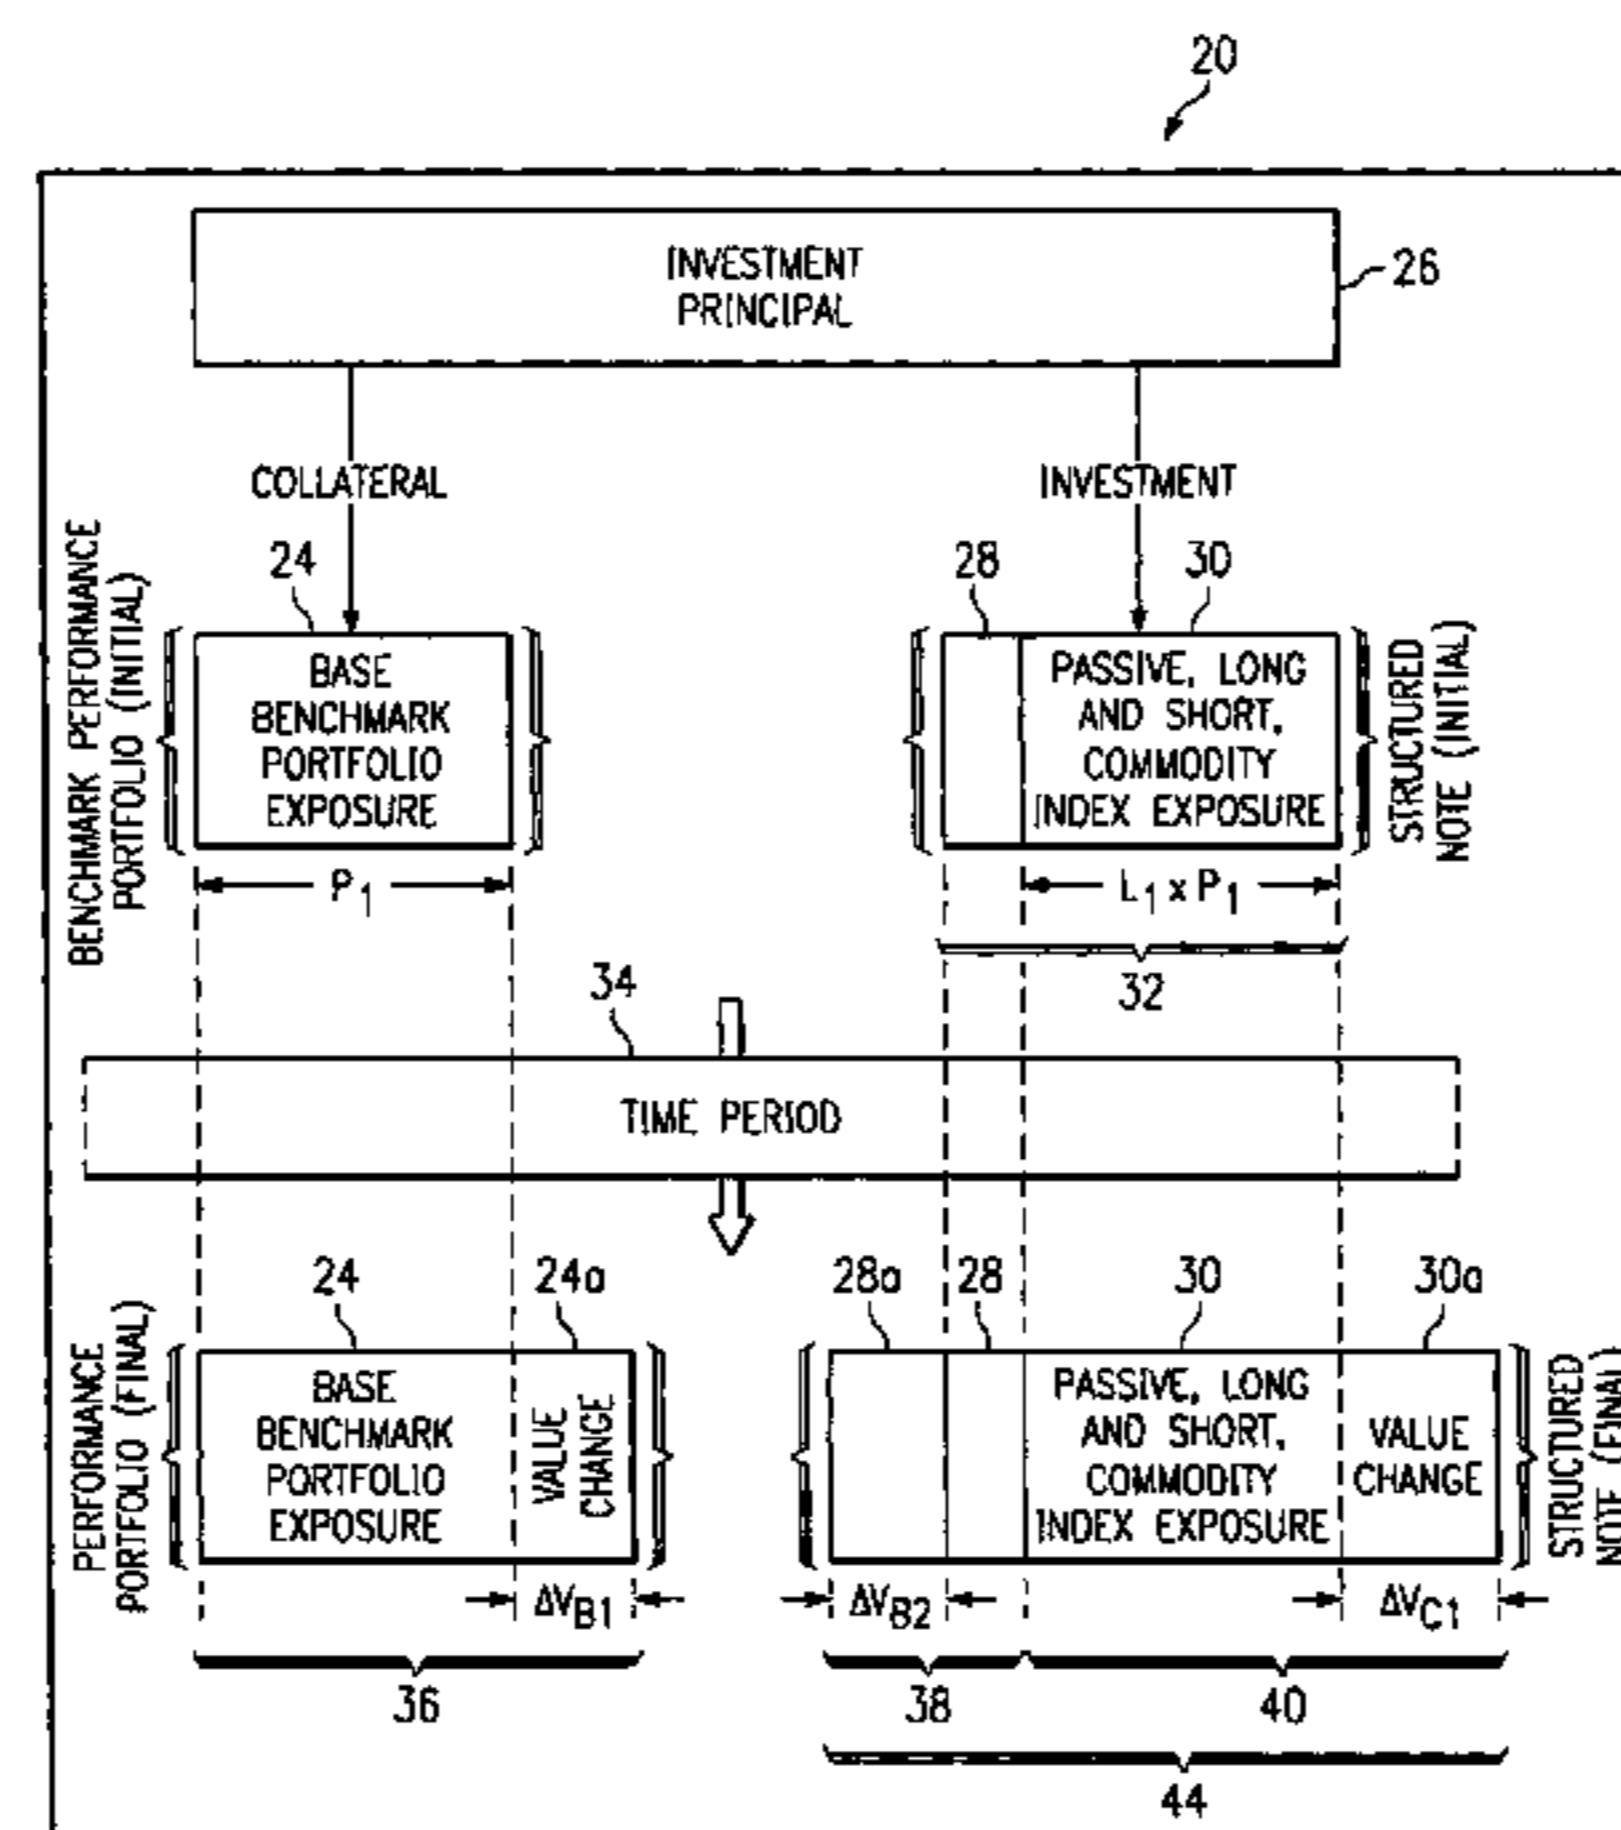 20
INVESTMENT
PRINCIPAL
26
COLLATERAL
INVESTMENT
BENCHMARK PERFORMANCE
PORTFOLIO (INITIAL)
24
28
30
BASE
BENCHMARK
PORTFOLIO
EXPOSURE
PASSIVE, LONG
AND SHORT,
COMMODITY
INDEX EXPOSURE
STRUCTURED
NOTE (INITIAL)
P1
L1 x P1
32
34
TIME PERIOD
24
24a
28a
28
30
30a
PERFORMANCE
PORTFOLIO (FINAL)
BASE
BENCHMARK
PORTFOLIO
EXPOSURE
VALUE
CHANGE
PASSIVE, LONG
AND SHORT,
COMMODITY
INDEX EXPOSURE
VALUE
CHANGE
STRUCTURED
NOTE (FINAL)
ΔVB1
ΔVB2
ΔVC1
36
38
40
44